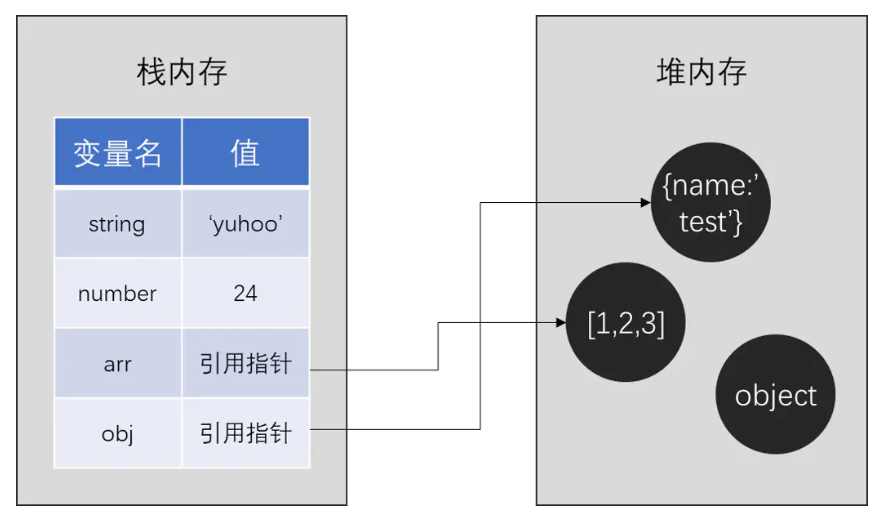 栈内存
变量名 值
string ‘yuhoo’
number 24
arr 引用指针
obj 引用指针
堆内存
{name:’
test’}
[1,2,3]
object